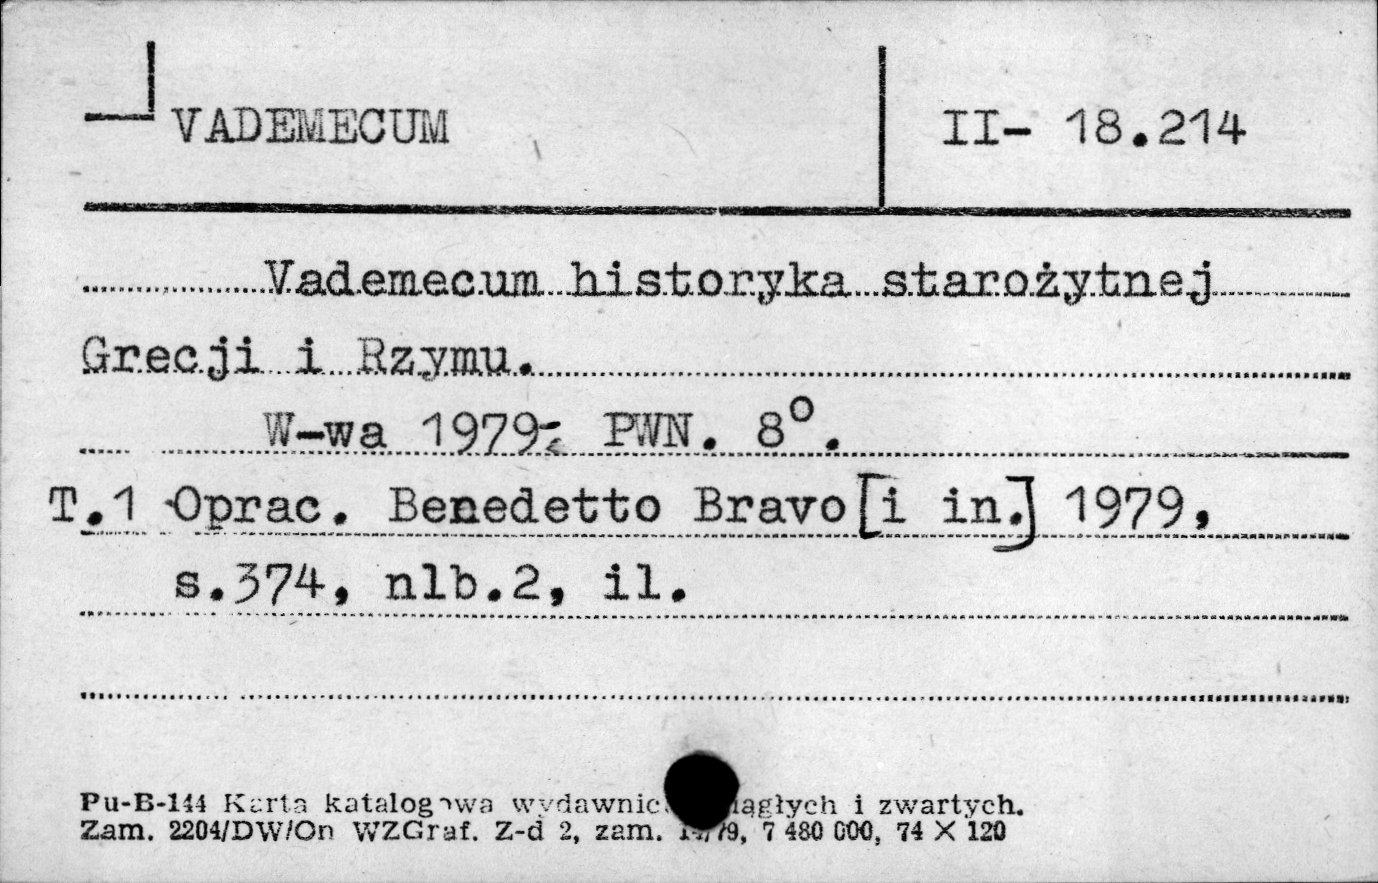 VADEMECUM II- 18.214
Vademecum historyka starożytnej
Grecji i Rzymu.
W-wa 1979- PWN. 8°.
T.1 Oprac. Benedetto Bravo [i in.] 1979,
s.374, nlb.2, il.
Pu-B-144 Karta katalogowa i zwartych.
Zam. 2204/DW/On WZGraf. Z-d 2, zam. 7 480 000, 74 X 120